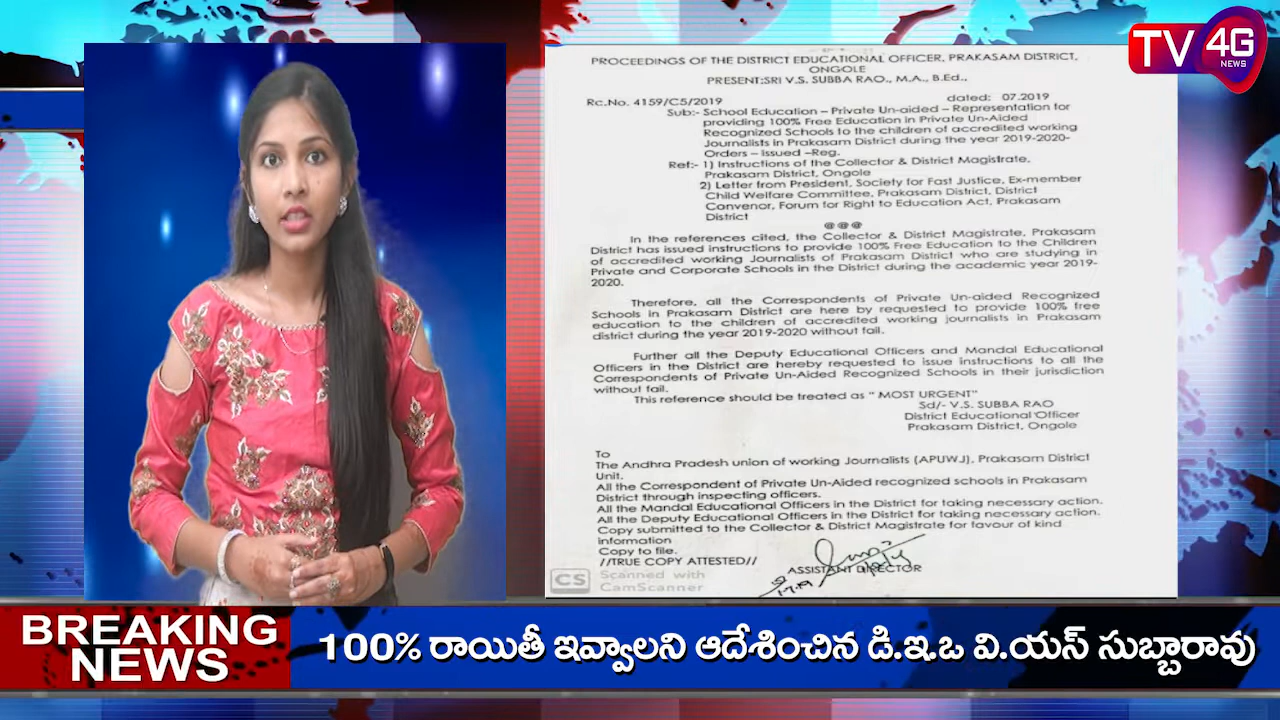 TV 4G
NEWS
PROCEEDINGS OF THE DISTRICT EDUCATIONAL OFFICER, PRAKASAM DISTRICT,
ONGOLE
PRESENT:SRI V.S. SUBBA RAO., M.A., B.Ed.,
Rc.No. 4159/C5/2019 dated: 07.2019
Sub:- School Education – Private Un-aided – Representation for
providing 100% Free Education in Private Un-Aided
Recognized Schools to the children of accredited working
Journalists in Prakasam District during the year 2019-2020-
Orders – issued –Reg.
Ref:- 1) Instructions of the Collector & District Magistrate,
Prakasam District, Ongole
2) Letter from President, Society for Fast Justice, Ex-member
Child Welfare Committee, Prakasam District, District
Convenor, Forum for Right to Education Act, Prakasam
District
@@@
In the references cited, the Collector & District Magistrate, Prakasam
District has issued instructions to provide 100% Free Education to the Children
of accredited working Journalists of Prakasam District who are studying in
Private and Corporate Schools in the District during the academic year 2019-
2020.
Therefore, all the Correspondents of Private Un-aided Recognized
Schools in Prakasam District are here by requested to provide 100% free
education to the children of accredited working journalists in Prakasam
district during the year 2019-2020 without fail.
Further all the Deputy Educational Officers and Mandal Educational
Officers in the District are hereby requested to issue instructions to all the
Correspondents of Private Un-Aided Recognized Schools in their jurisdiction
without fail.
This reference should be treated as " MOST URGENT"
Sd/- V.S. SUBBA RAO
District Educational Officer
Prakasam District, Ongole
To
The Andhra Pradesh union of working Journalists (APUWJ), Prakasam District
Unit.
All the Correspondent of Private Un-Aided recognized schools in Prakasam
District through inspecting officers.
All the Mandal Educational Officers in the District for taking necessary action.
All the Deputy Educational Officers in the District for taking necessary action.
Copy submitted to the Collector & District Magistrate for favour of kind
information
Copy to file.
//TRUE COPY ATTESTED//
ASSISTANT DIRECTOR
CS Scanned with
CamScanner
BREAKING
NEWS
100% రాయితీ ఇవ్వాలని ఆదేశించిన డి.ఇ.ఒ వి.యస్ సుబ్బారావు